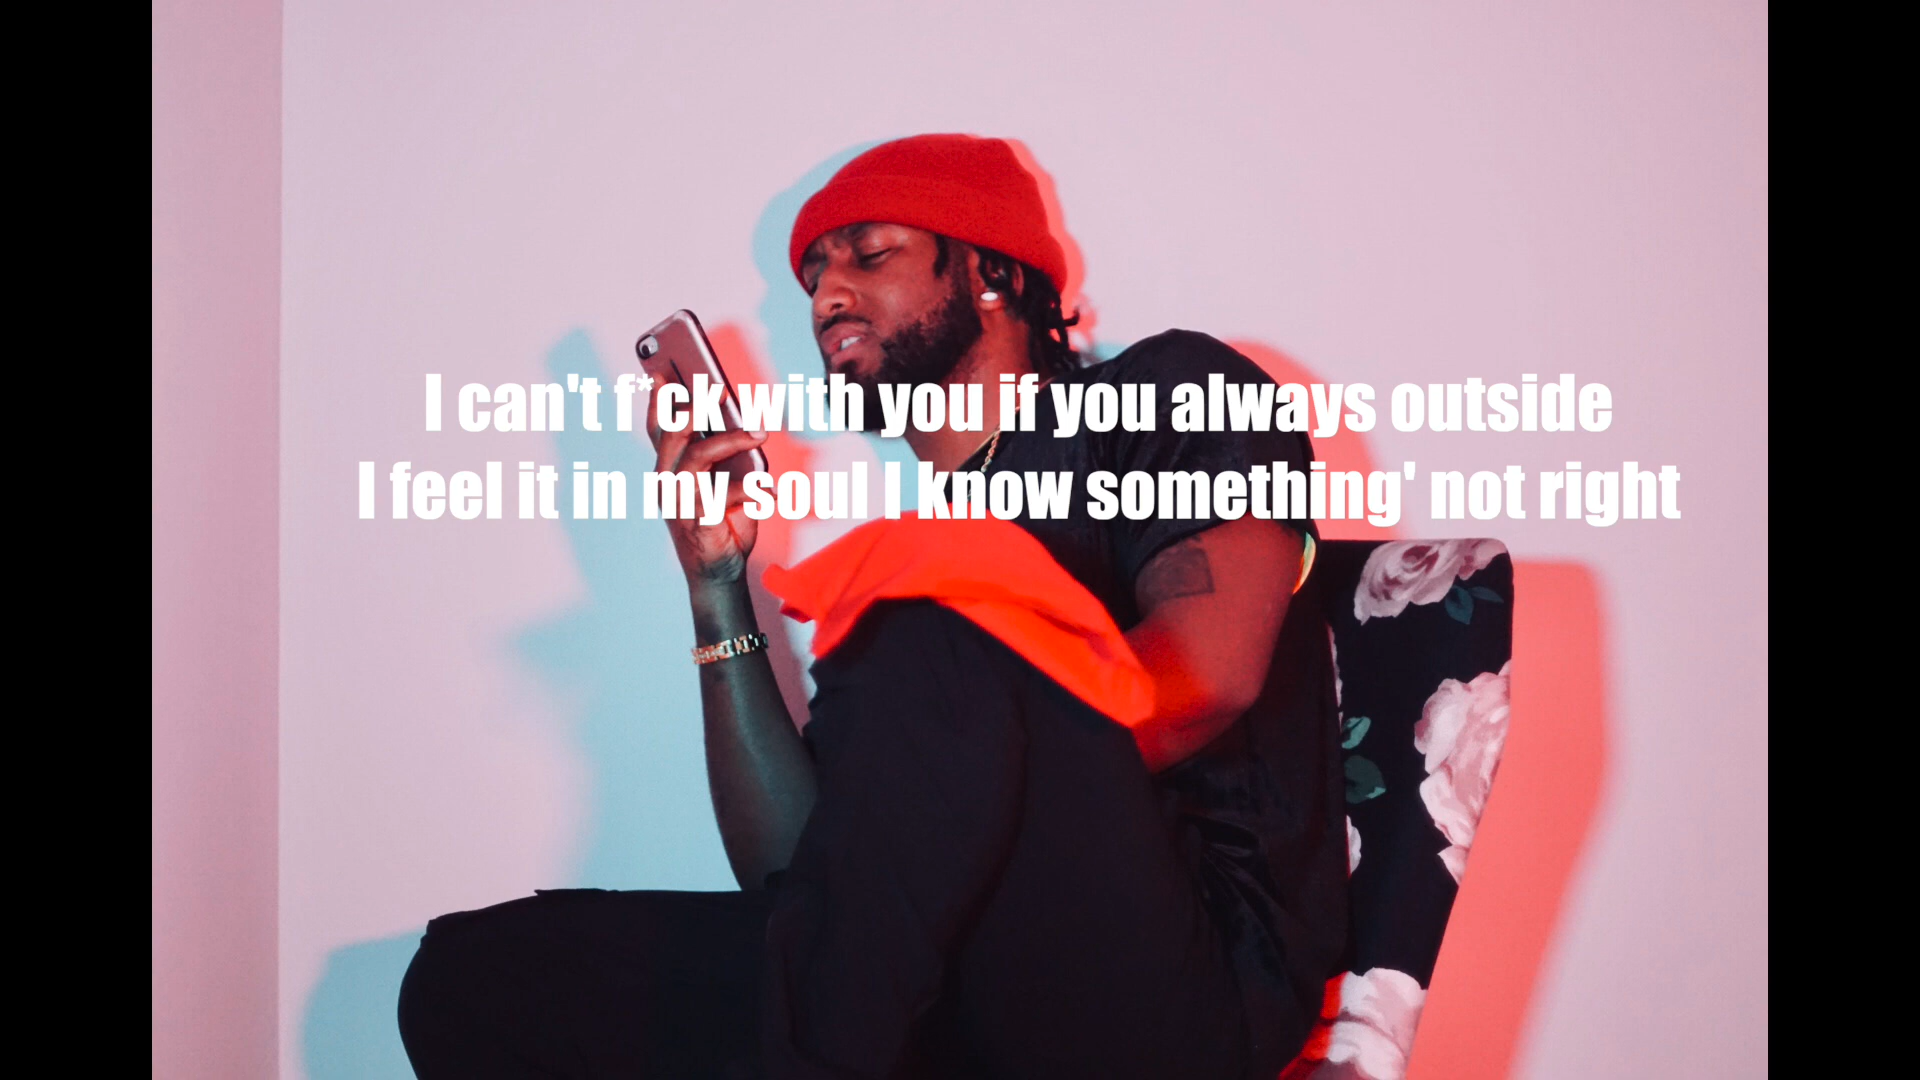 I can't f*ck with you if you always outside
I feel it in my soul I know something' not right